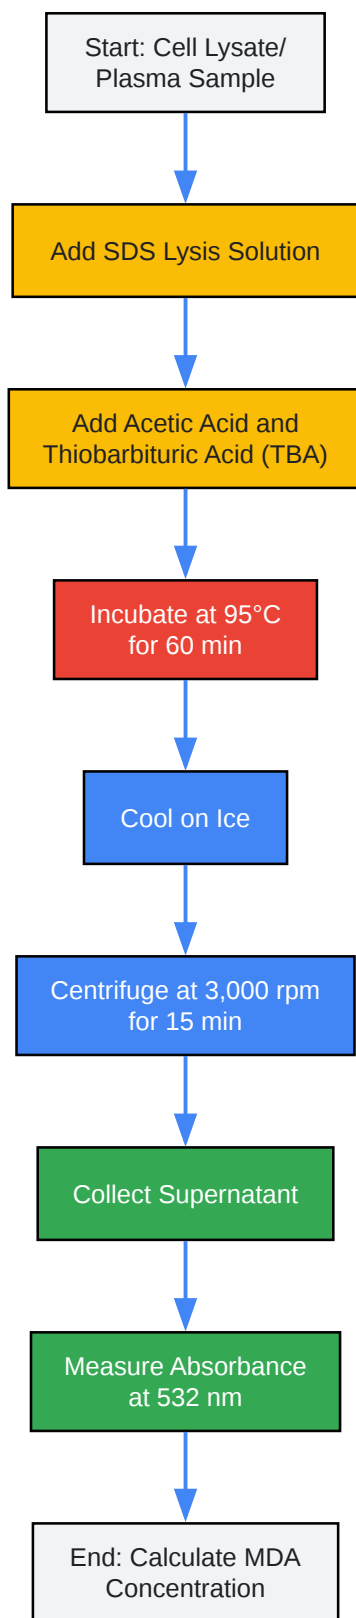 Start: Cell Lysate/
Plasma Sample
Add SDS Lysis Solution
Add Acetic Acid and
Thiobarbituric Acid (TBA)
Incubate at 95°C
for 60 min
Cool on Ice
Centrifuge at 3,000 rpm
for 15 min
Collect Supernatant
Measure Absorbance
at 532 nm
End: Calculate MDA
Concentration